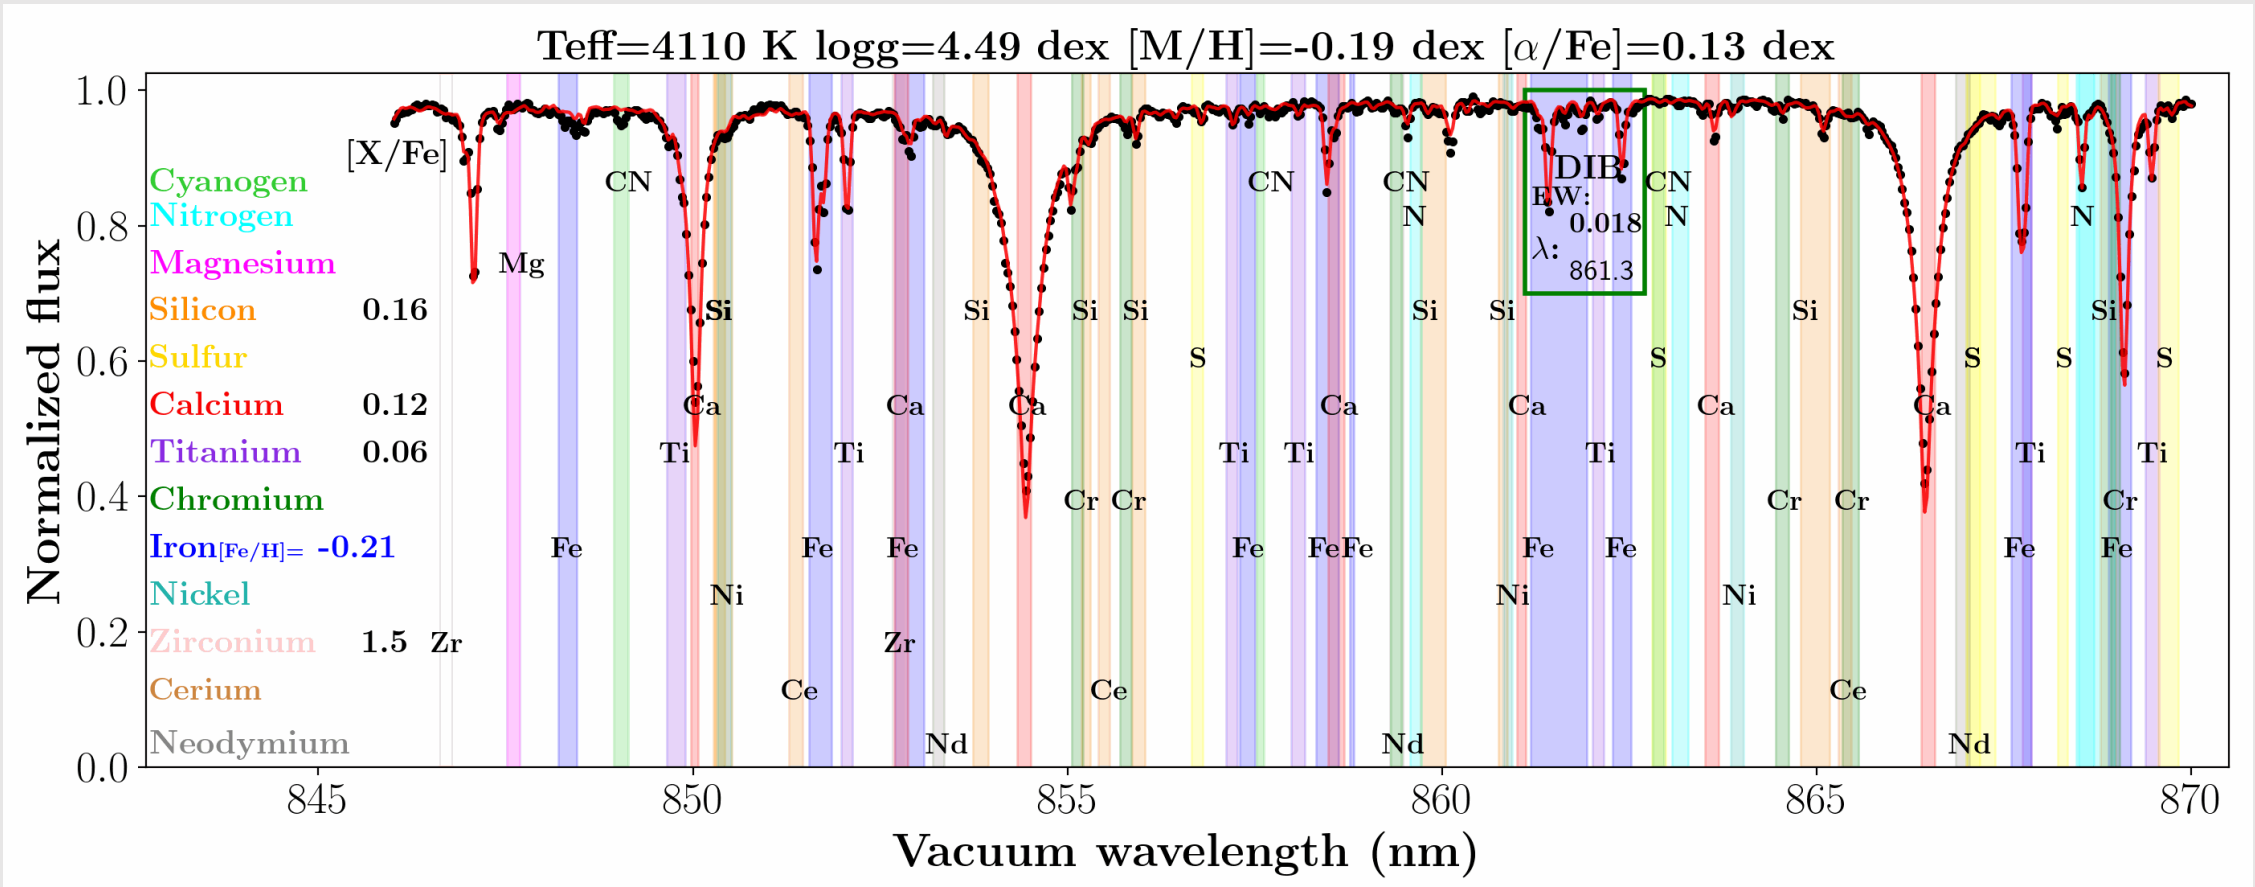 Teff=4110 K logg=4.49 dex [M/H]=-0.19 dex [α/Fe]=0.13 dex
Normalized flux
1.0
0.8
0.6
0.4
0.2
0.0
[X/Fe]
Cyanogen CN CN CN CN
Nitrogen N N N
Magnesium Mg
Silicon 0.16 Si Si Si Si Si Si Si Si
Sulfur S S S S S
Calcium 0.12 Ca Ca Ca Ca Ca Ca Ca
Titanium 0.06 Ti Ti Ti Ti Ti Ti Ti
Chromium Cr Cr Cr Cr Cr
Iron[Fe/H]= -0.21 Fe Fe Fe Fe Fe Fe Fe Fe Fe Fe
Nickel Ni Ni Ni
Zirconium 1.5 Zr Zr
Cerium Ce Ce Ce
Neodymium Nd Nd Nd
DIB
EW:
0.018
λ:
861.3
845 850 855 860 865 870
Vacuum wavelength (nm)